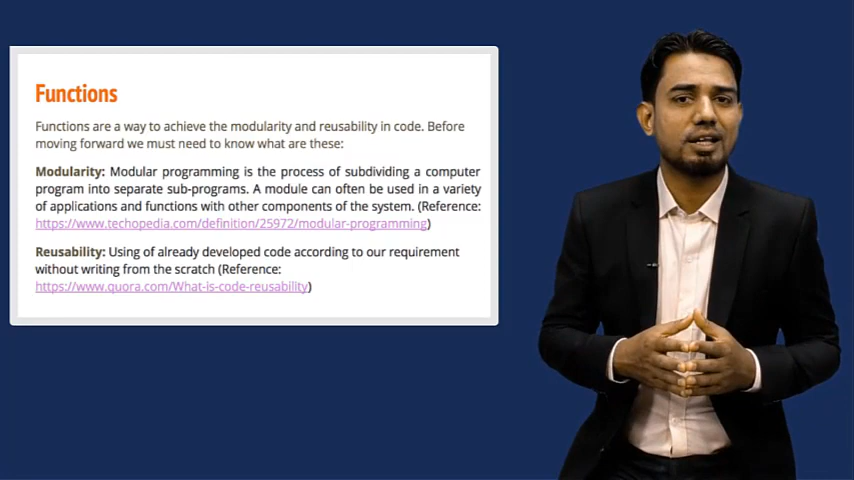 Functions
Functions are a way to achieve the modularity and reusability in code. Before
moving forward we must need to know what are these:
Modularity: Modular programming is the process of subdividing a computer
program into separate sub-programs. A module can often be used in a variety
of applications and functions with other components of the system. (Reference:
https://www.techopedia.com/definition/25972/modular-programming)
Reusability: Using of already developed code according to our requirement
without writing from the scratch (Reference:
https://www.quora.com/What-is-code-reusability)